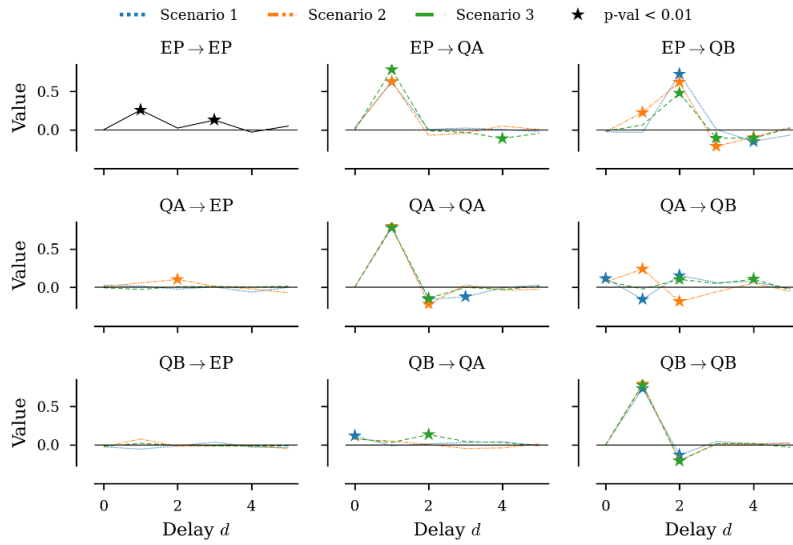 Scenario 1 Scenario 2 Scenario 3 p-val < 0.01
EP → EP EP → QA EP → QB
Value
0.5
0.0
QA → EP QA → QA QA → QB
Value
0.5
0.0
QB → EP QB → QA QB → QB
Value
0.5
0.0
0 2 4 0 2 4 0 2 4
Delay d Delay d Delay d